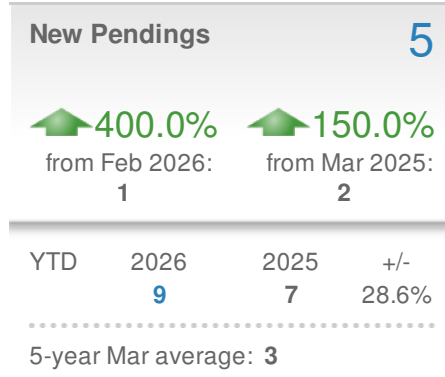 New Pendings 5
400.0% 150.0%
from Feb 2026: from Mar 2025:
1 2
YTD 2026 2025 +/-
9 7 28.6%
5-year Mar average: 3